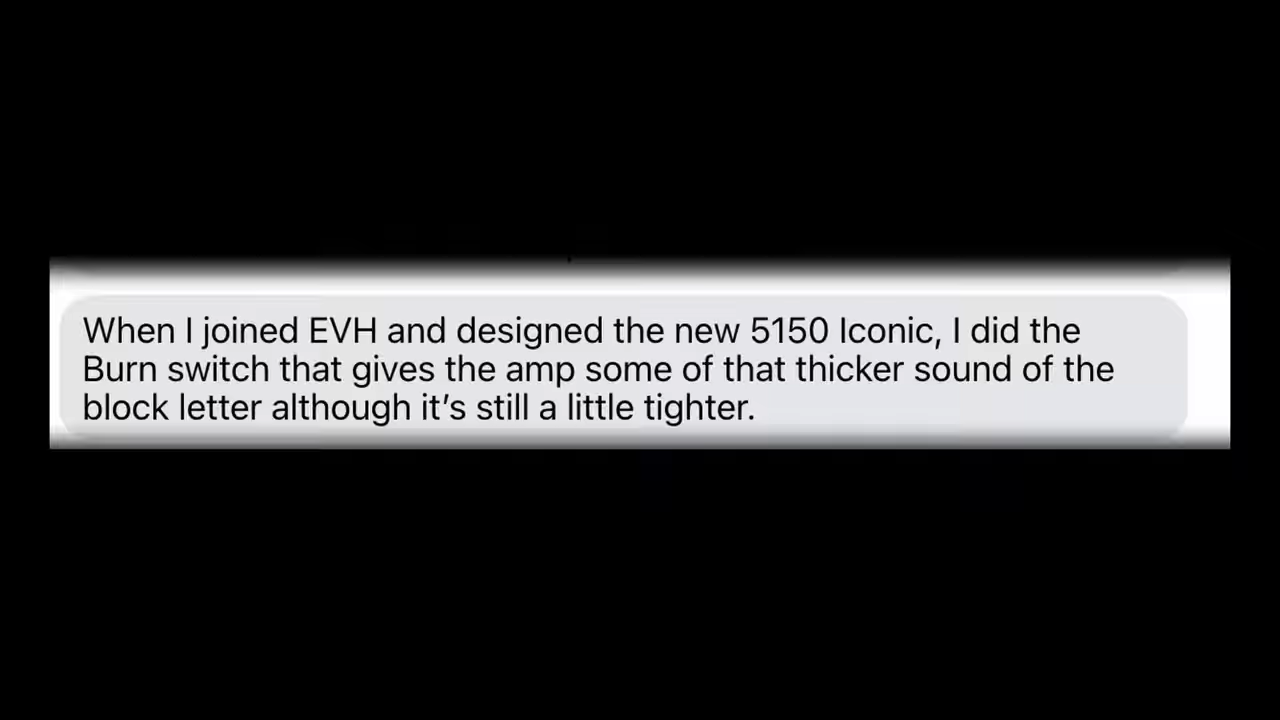 When I joined EVH and designed the new 5150 Iconic, I did the
Burn switch that gives the amp some of that thicker sound of the
block letter although it’s still a little tighter.